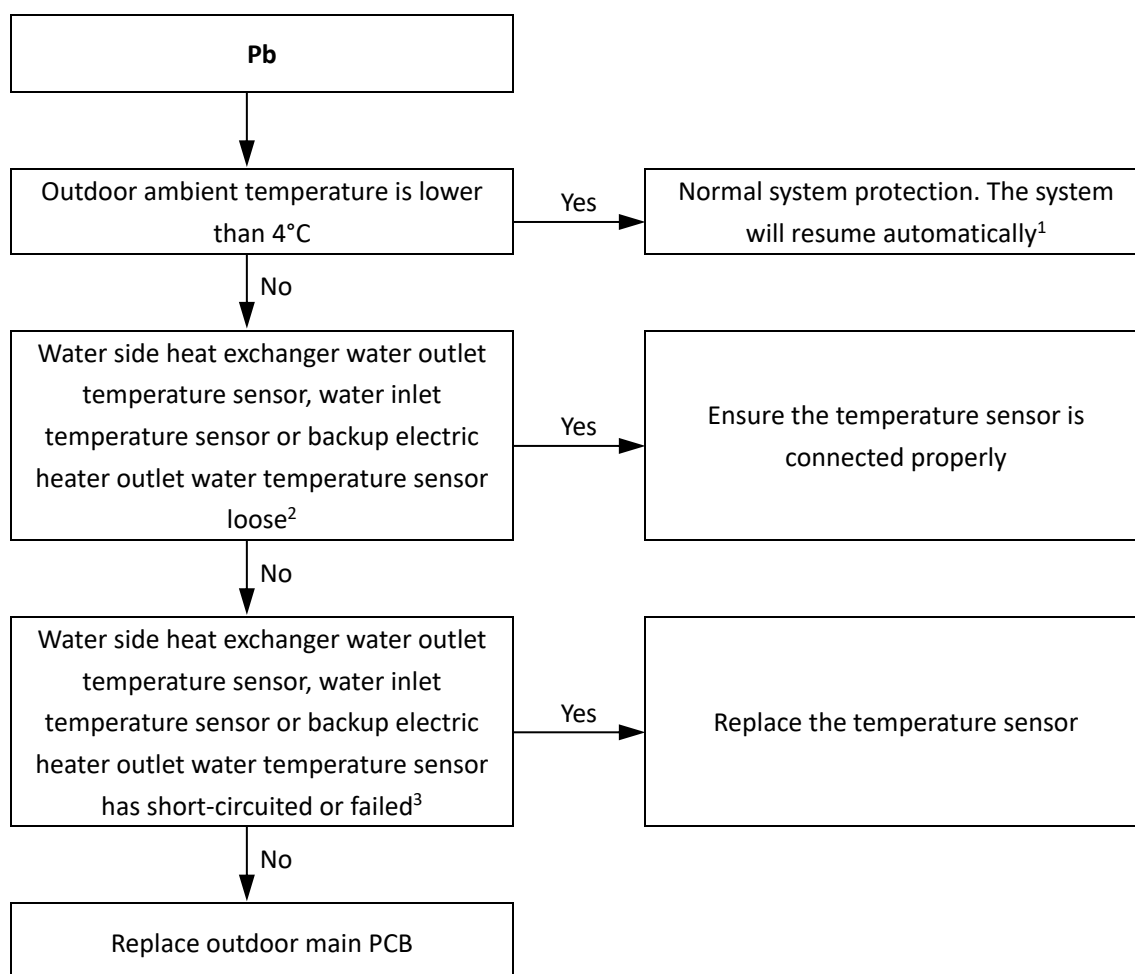 Pb
Outdoor ambient temperature is lower
than 4°C
Yes
Normal system protection. The system
will resume automatically¹
No
Water side heat exchanger water outlet
temperature sensor, water inlet
temperature sensor or backup electric
heater outlet water temperature sensor
loose²
Yes
Ensure the temperature sensor is
connected properly
No
Water side heat exchanger water outlet
temperature sensor, water inlet
temperature sensor or backup electric
heater outlet water temperature sensor
has short-circuited or failed³
Yes
Replace the temperature sensor
No
Replace outdoor main PCB